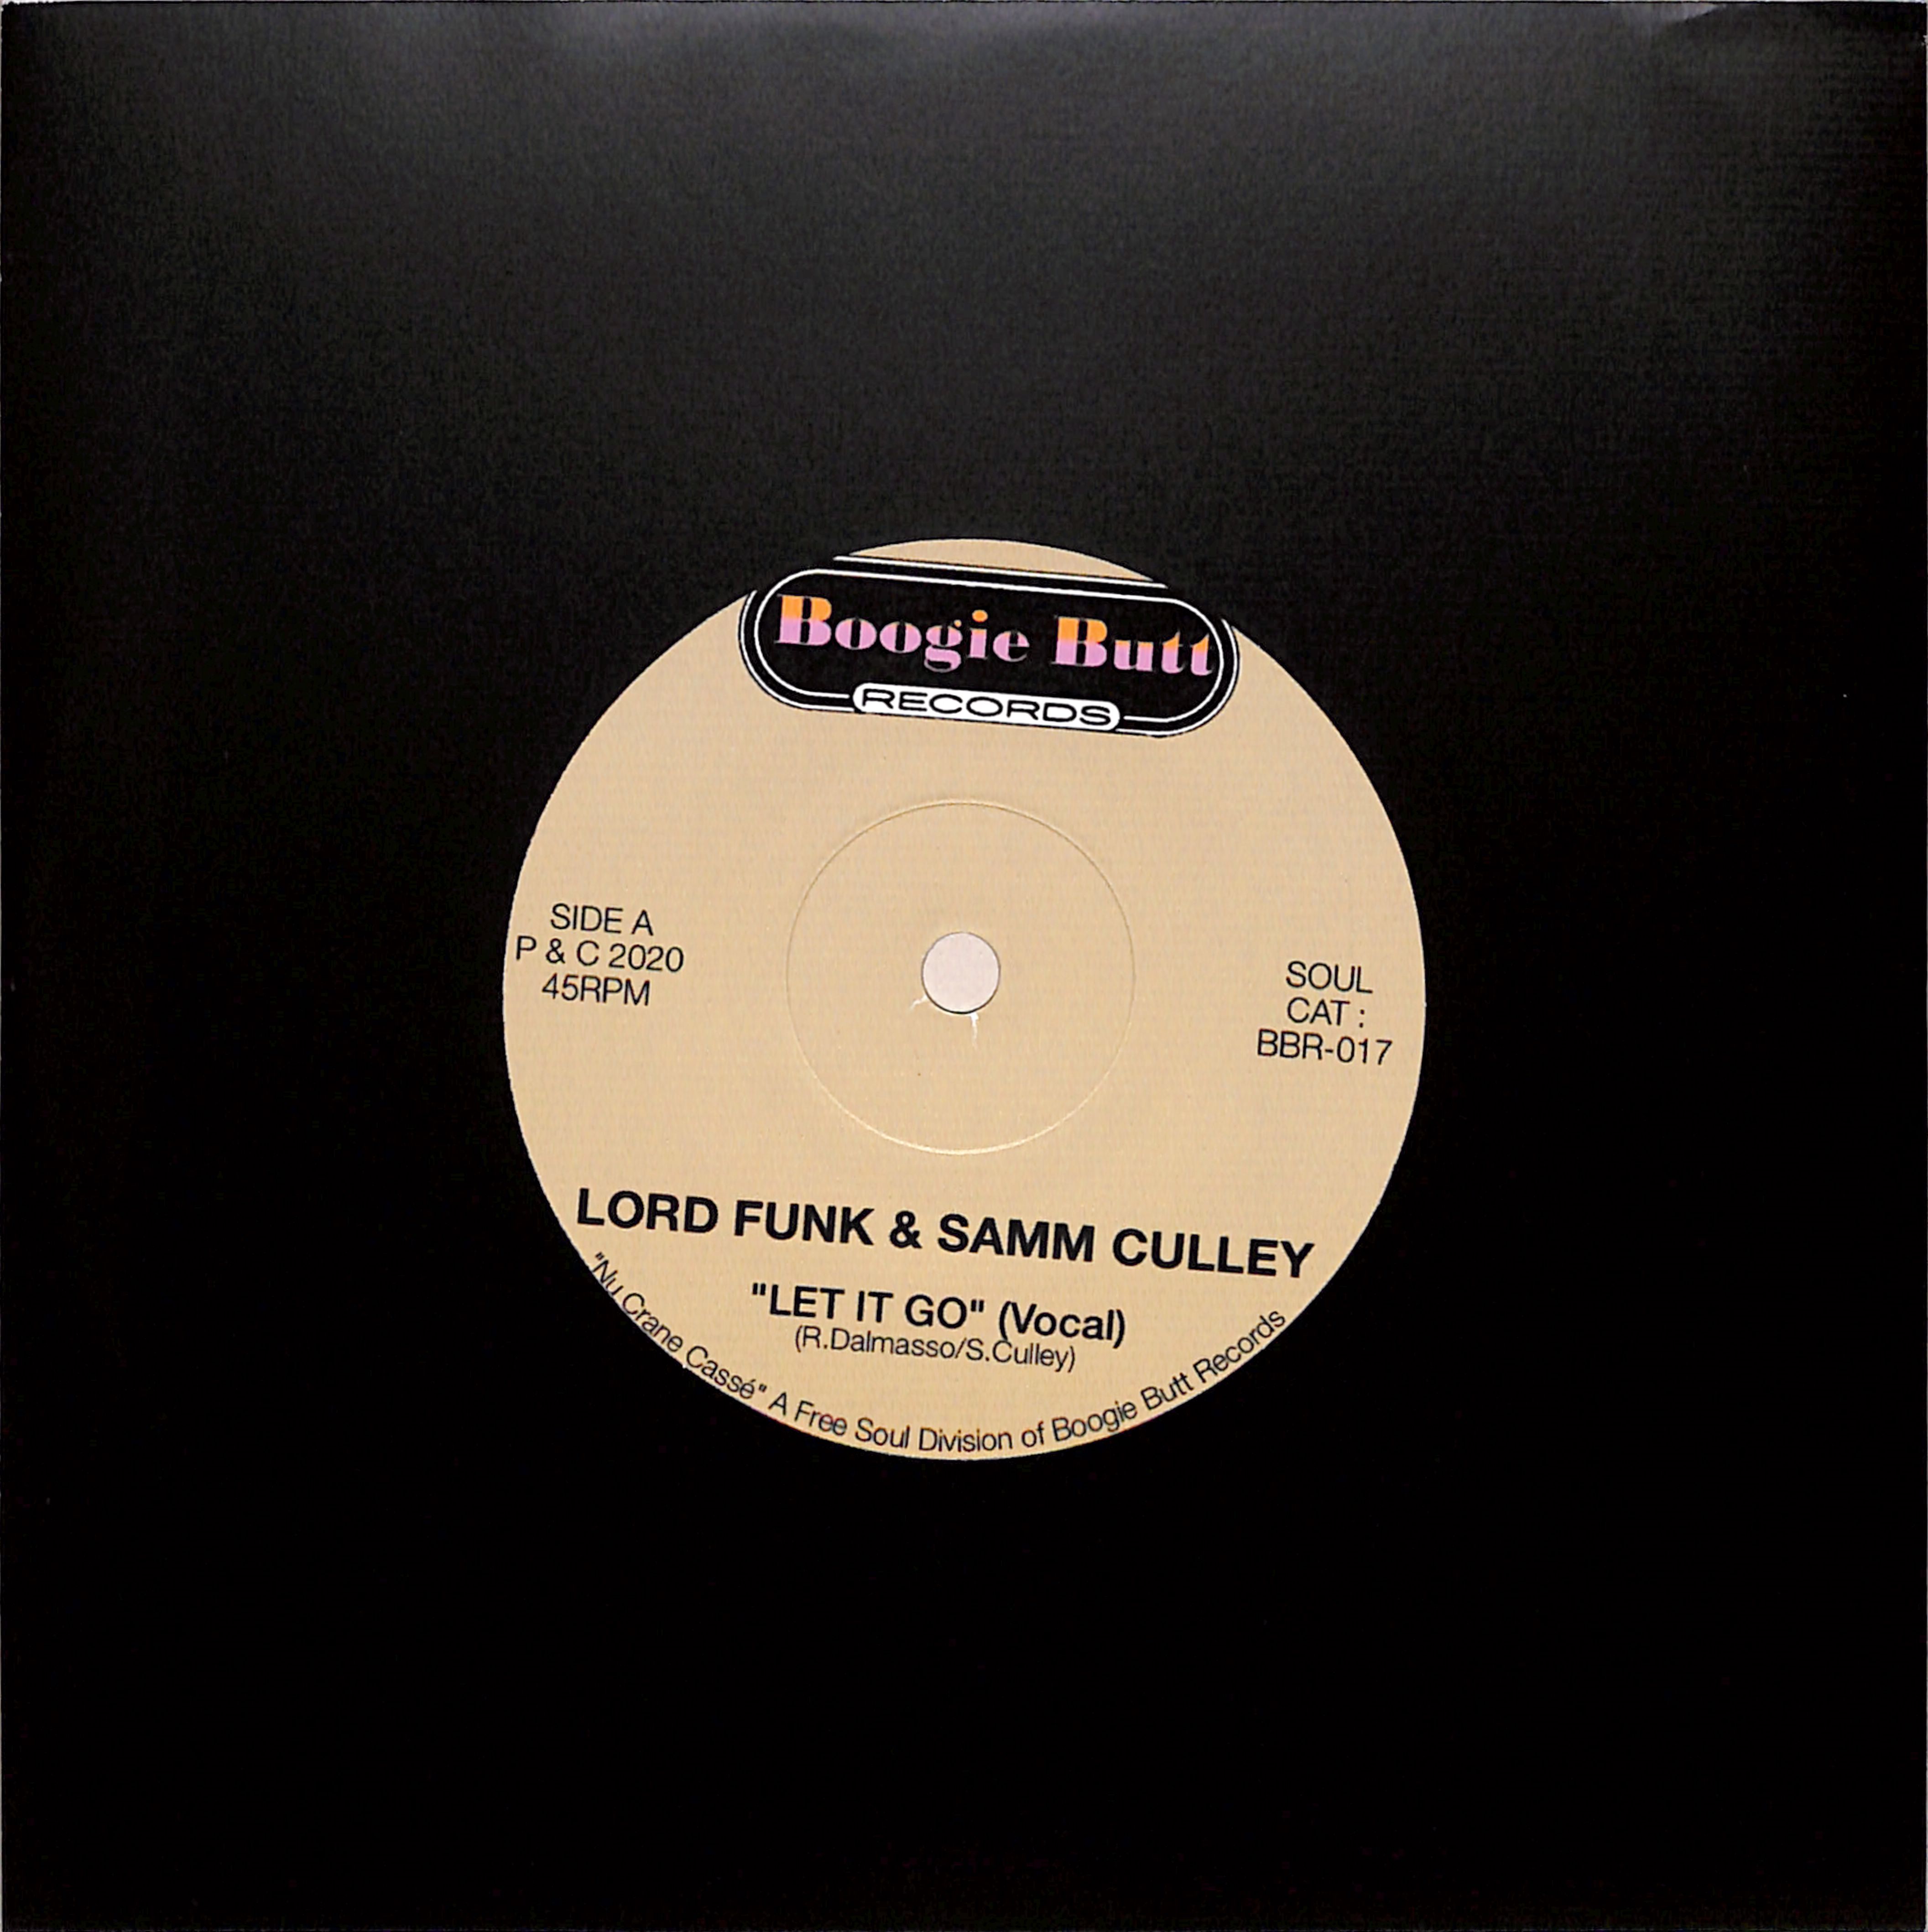 Boogie Butt
RECORDS
SIDE A
P & C 2020
45RPM
SOUL
CAT :
BBR-017
LORD FUNK & SAMM CULLEY
"LET IT GO" (Vocal)
(R.Dalmasso/S.Culley)
"Nu Crane Cassé" A Free Soul Division of Boogie Butt Records